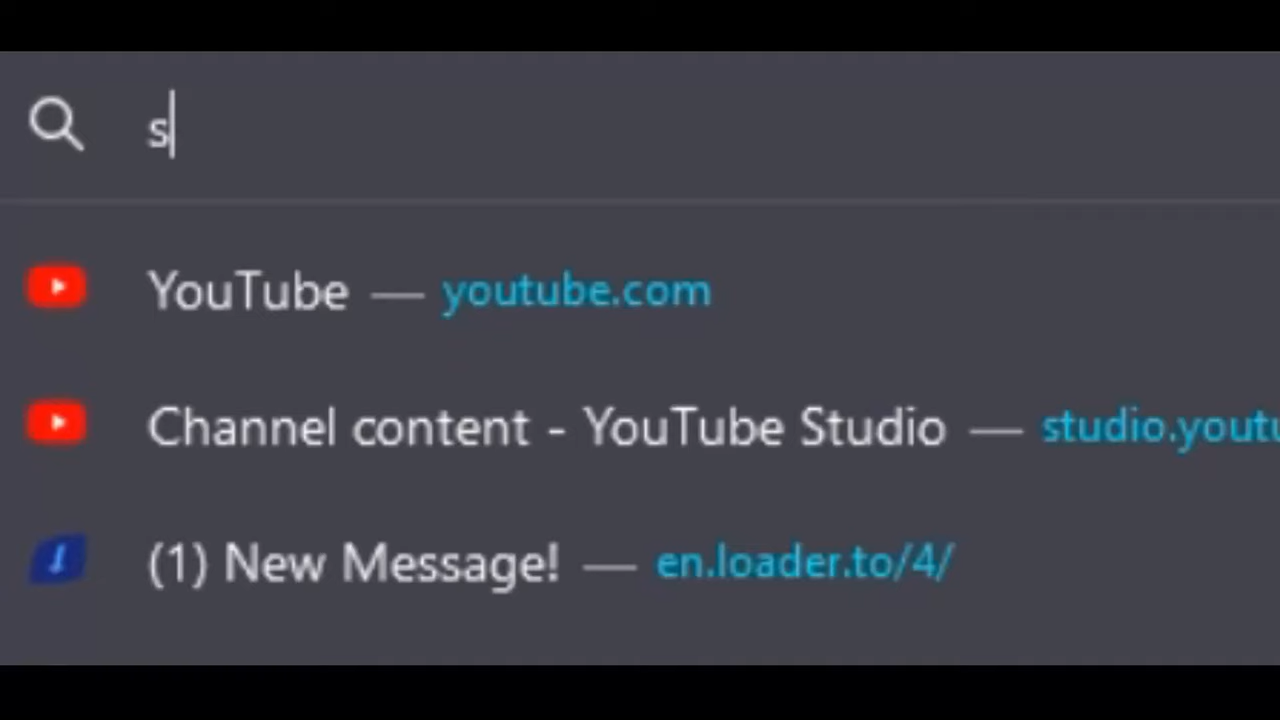 s
YouTube — youtube.com
Channel content - YouTube Studio — studio.youtu
(1) New Message! — en.loader.to/4/